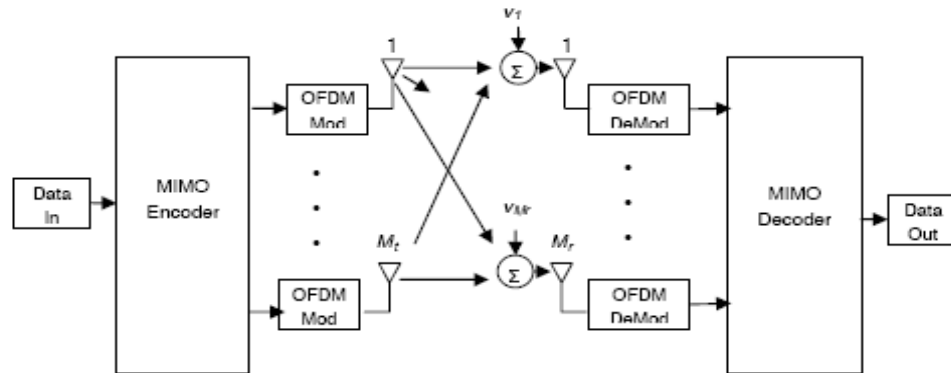 v1
1
1
Σ
OFDM
Mod
OFDM
DeMod
Data
In
MIMO
Encoder
MIMO
Decoder
Data
Out
vMr
Mt
Mr
Σ
OFDM
Mod
OFDM
DeMod